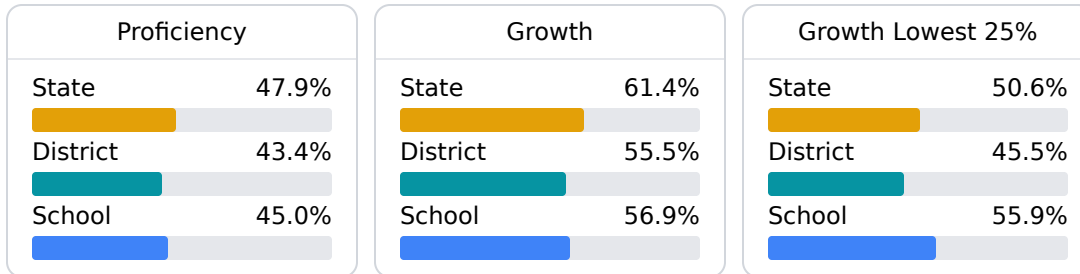 Proficiency
State 47.9%
District 43.4%
School 45.0%
Growth
State 61.4%
District 55.5%
School 56.9%
Growth Lowest 25%
State 50.6%
District 45.5%
School 55.9%